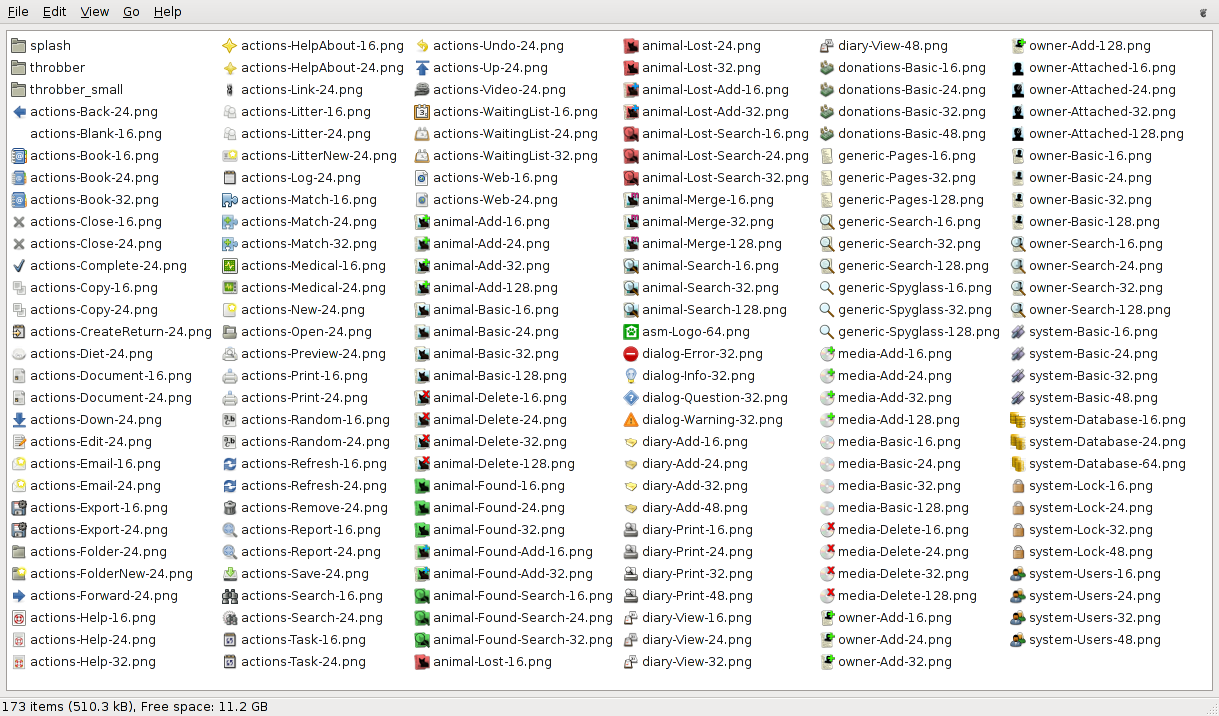 File Edit View Go Help
splash
throbber
throbber_small
actions-Back-24.png
actions-Blank-16.png
actions-Book-16.png
actions-Book-24.png
actions-Book-32.png
actions-Close-16.png
actions-Close-24.png
actions-Complete-24.png
actions-Copy-16.png
actions-Copy-24.png
actions-CreateReturn-24.png
actions-Diet-24.png
actions-Document-16.png
actions-Document-24.png
actions-Down-24.png
actions-Edit-24.png
actions-Email-16.png
actions-Email-24.png
actions-Export-16.png
actions-Export-24.png
actions-Folder-24.png
actions-FolderNew-24.png
actions-Forward-24.png
actions-Help-16.png
actions-Help-24.png
actions-Help-32.png
actions-HelpAbout-16.png
actions-HelpAbout-24.png
actions-Link-24.png
actions-Litter-16.png
actions-Litter-24.png
actions-LitterNew-24.png
actions-Log-24.png
actions-Match-16.png
actions-Match-24.png
actions-Match-32.png
actions-Medical-16.png
actions-Medical-24.png
actions-New-24.png
actions-Open-24.png
actions-Preview-24.png
actions-Print-16.png
actions-Print-24.png
actions-Random-16.png
actions-Random-24.png
actions-Refresh-16.png
actions-Refresh-24.png
actions-Remove-24.png
actions-Report-16.png
actions-Report-24.png
actions-Save-24.png
actions-Search-16.png
actions-Search-24.png
actions-Task-16.png
actions-Task-24.png
actions-Undo-24.png
actions-Up-24.png
actions-Video-24.png
actions-WaitingList-16.png
actions-WaitingList-24.png
actions-WaitingList-32.png
actions-Web-16.png
actions-Web-24.png
animal-Add-16.png
animal-Add-24.png
animal-Add-32.png
animal-Add-128.png
animal-Basic-16.png
animal-Basic-24.png
animal-Basic-32.png
animal-Basic-128.png
animal-Delete-16.png
animal-Delete-24.png
animal-Delete-32.png
animal-Delete-128.png
animal-Found-16.png
animal-Found-24.png
animal-Found-32.png
animal-Found-Add-16.png
animal-Found-Add-32.png
animal-Found-Search-16.png
animal-Found-Search-24.png
animal-Found-Search-32.png
animal-Lost-16.png
animal-Lost-24.png
animal-Lost-32.png
animal-Lost-Add-16.png
animal-Lost-Add-32.png
animal-Lost-Search-16.png
animal-Lost-Search-24.png
animal-Lost-Search-32.png
animal-Merge-16.png
animal-Merge-32.png
animal-Merge-128.png
animal-Search-16.png
animal-Search-32.png
animal-Search-128.png
asm-Logo-64.png
dialog-Error-32.png
dialog-Info-32.png
dialog-Question-32.png
dialog-Warning-32.png
diary-Add-16.png
diary-Add-24.png
diary-Add-32.png
diary-Add-48.png
diary-Print-16.png
diary-Print-24.png
diary-Print-32.png
diary-Print-48.png
diary-View-16.png
diary-View-24.png
diary-View-32.png
diary-View-48.png
donations-Basic-16.png
donations-Basic-24.png
donations-Basic-32.png
donations-Basic-48.png
generic-Pages-16.png
generic-Pages-32.png
generic-Pages-128.png
generic-Search-16.png
generic-Search-32.png
generic-Search-128.png
generic-Spyglass-16.png
generic-Spyglass-32.png
generic-Spyglass-128.png
media-Add-16.png
media-Add-24.png
media-Add-32.png
media-Add-128.png
media-Basic-16.png
media-Basic-24.png
media-Basic-32.png
media-Basic-128.png
media-Delete-16.png
media-Delete-24.png
media-Delete-32.png
media-Delete-128.png
owner-Add-16.png
owner-Add-24.png
owner-Add-32.png
owner-Add-128.png
owner-Attached-16.png
owner-Attached-24.png
owner-Attached-32.png
owner-Attached-128.png
owner-Basic-16.png
owner-Basic-24.png
owner-Basic-32.png
owner-Basic-128.png
owner-Search-16.png
owner-Search-24.png
owner-Search-32.png
owner-Search-128.png
system-Basic-16.png
system-Basic-24.png
system-Basic-32.png
system-Basic-48.png
system-Database-16.png
system-Database-24.png
system-Database-64.png
system-Lock-16.png
system-Lock-24.png
system-Lock-32.png
system-Lock-48.png
system-Users-16.png
system-Users-24.png
system-Users-32.png
system-Users-48.png
173 items (510.3 kB), Free space: 11.2 GB